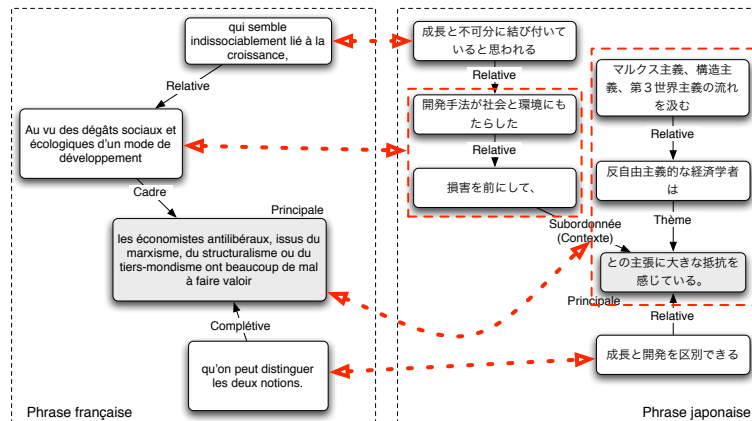 qui semble
indissociablement lié à la
croissance,
Relative
Au vu des dégâts sociaux et
écologiques d'un mode de
développement
Cadre
Principale
les économistes antilibéraux, issus du
marxisme, du structuralisme ou du
tiers-mondisme ont beaucoup de mal
à faire valoir
Complétive
qu'on peut distinguer
les deux notions.
Phrase française
成長と不可分に結び付いて
いると思われる
Relative
開発手法が社会と環境にも
たらした
Relative
損害を前にして、
Subordonnée
(Contexte)
マルクス主義、構造主
義、第３世界主義の流れ
を汲む
Relative
反自由主義的な経済学者
は
Thème
との主張に大きな抵抗を
感じている。
Principale
Relative
成長と開発を区別できる
Phrase japonaise